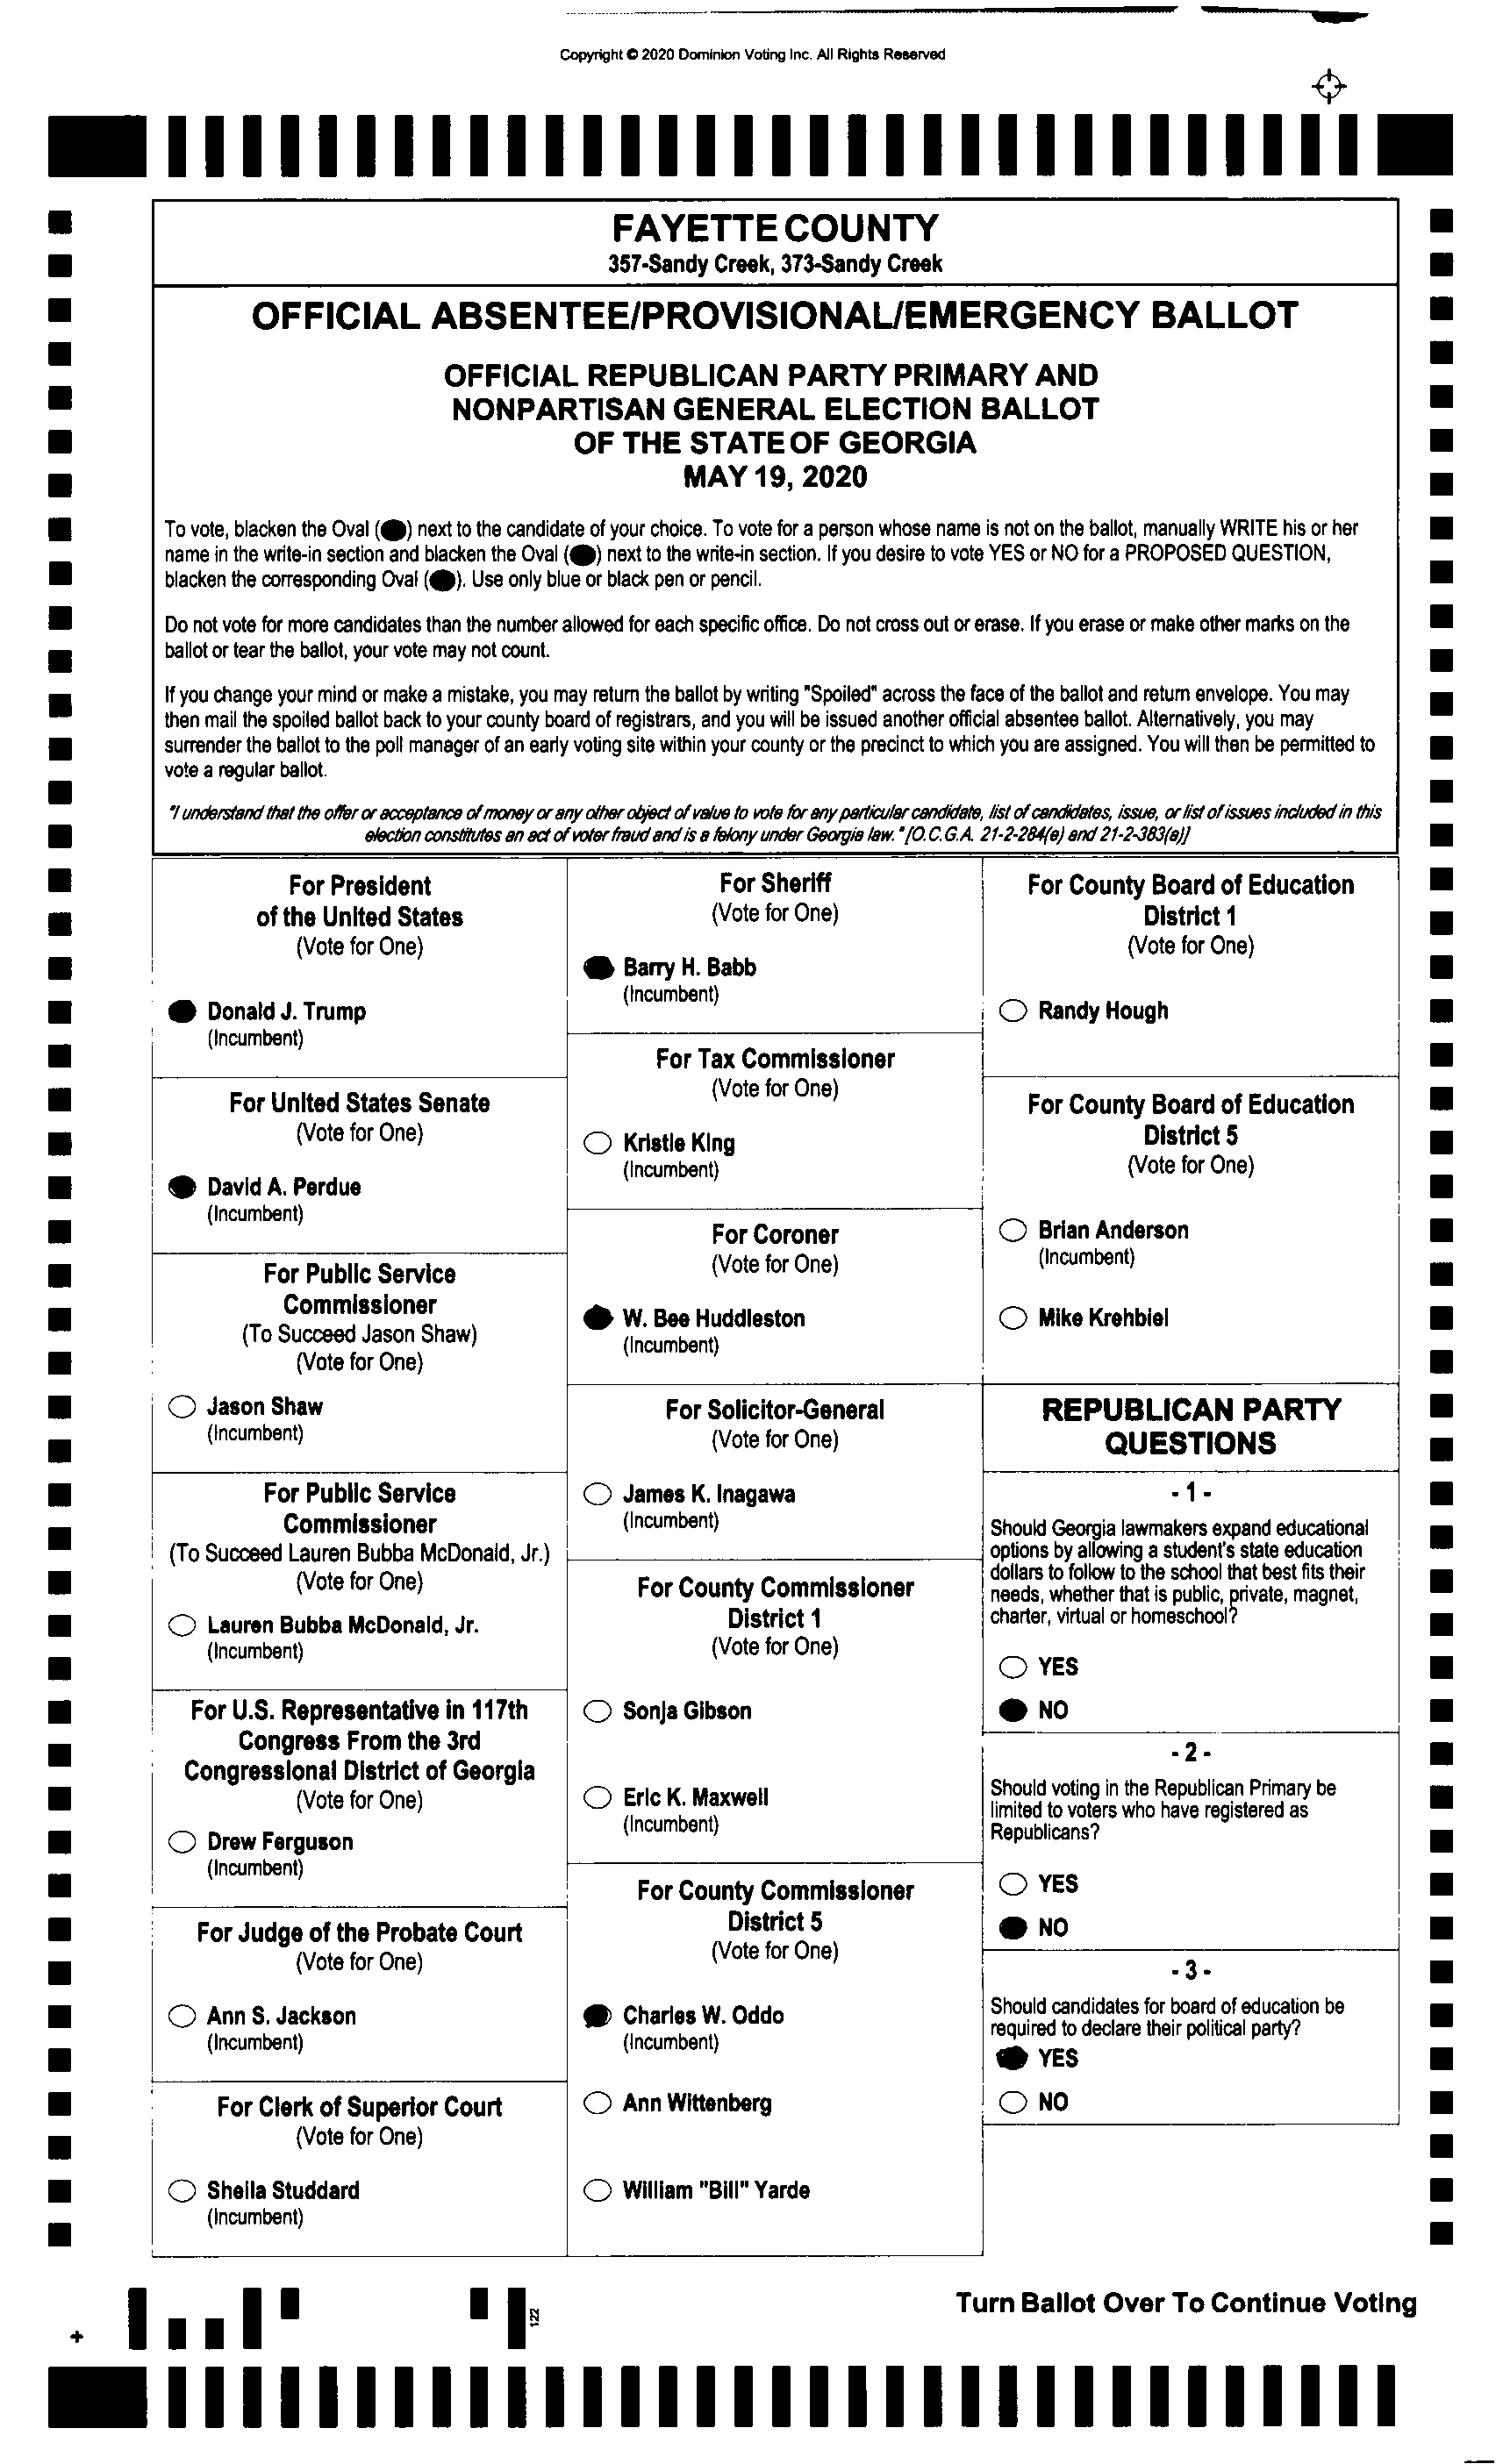 Copyright © 2020 Dominion Voting Inc. All Rights Reserved
FAYETTE COUNTY
357-Sandy Creek, 373-Sandy Creek
OFFICIAL ABSENTEE/PROVISIONAL/EMERGENCY BALLOT
OFFICIAL REPUBLICAN PARTY PRIMARY AND
NONPARTISAN GENERAL ELECTION BALLOT
OF THE STATE OF GEORGIA
MAY 19, 2020
To vote, blacken the Oval (●) next to the candidate of your choice. To vote for a person whose name is not on the ballot, manually WRITE his or her
name in the write-in section and blacken the Oval (●) next to the write-in section. If you desire to vote YES or NO for a PROPOSED QUESTION,
blacken the corresponding Oval (●). Use only blue or black pen or pencil.
Do not vote for more candidates than the number allowed for each specific office. Do not cross out or erase. If you erase or make other marks on the
ballot or tear the ballot, your vote may not count.
If you change your mind or make a mistake, you may return the ballot by writing "Spoiled" across the face of the ballot and return envelope. You may
then mail the spoiled ballot back to your county board of registrars, and you will be issued another official absentee ballot. Alternatively, you may
surrender the ballot to the poll manager of an early voting site within your county or the precinct to which you are assigned. You will then be permitted to
vote a regular ballot.
"I understand that the offer or acceptance of money or any other object of value to vote for any particular candidate, list of candidates, issue, or list of issues included in this
election constitutes an act of voter fraud and is a felony under Georgia law." [O.C.G.A. 21-2-284(e) and 21-2-383(a)]
For President
of the United States
(Vote for One)
Donald J. Trump
(Incumbent)
For United States Senate
(Vote for One)
David A. Perdue
(Incumbent)
For Public Service
Commissioner
(To Succeed Jason Shaw)
(Vote for One)
Jason Shaw
(Incumbent)
For Public Service
Commissioner
(To Succeed Lauren Bubba McDonald, Jr.)
(Vote for One)
Lauren Bubba McDonald, Jr.
(Incumbent)
For U.S. Representative in 117th
Congress From the 3rd
Congressional District of Georgia
(Vote for One)
Drew Ferguson
(Incumbent)
For Judge of the Probate Court
(Vote for One)
Ann S. Jackson
(Incumbent)
For Clerk of Superior Court
(Vote for One)
Sheila Studdard
(Incumbent)
For Sheriff
(Vote for One)
Barry H. Babb
(Incumbent)
For Tax Commissioner
(Vote for One)
Kristie King
(Incumbent)
For Coroner
(Vote for One)
W. Bee Huddleston
(Incumbent)
For Solicitor-General
(Vote for One)
James K. Inagawa
(Incumbent)
For County Commissioner
District 1
(Vote for One)
Sonja Gibson
Eric K. Maxwell
(Incumbent)
For County Commissioner
District 5
(Vote for One)
Charles W. Oddo
(Incumbent)
Ann Wittenberg
William "Bill" Yarde
For County Board of Education
District 1
(Vote for One)
Randy Hough
For County Board of Education
District 5
(Vote for One)
Brian Anderson
(Incumbent)
Mike Krehbiel
REPUBLICAN PARTY
QUESTIONS
- 1 -
Should Georgia lawmakers expand educational
options by allowing a student's state education
dollars to follow to the school that best fits their
needs, whether that is public, private, magnet,
charter, virtual or homeschool?
YES
NO
- 2 -
Should voting in the Republican Primary be
limited to voters who have registered as
Republicans?
YES
NO
- 3 -
Should candidates for board of education be
required to declare their political party?
YES
NO
122
Turn Ballot Over To Continue Voting